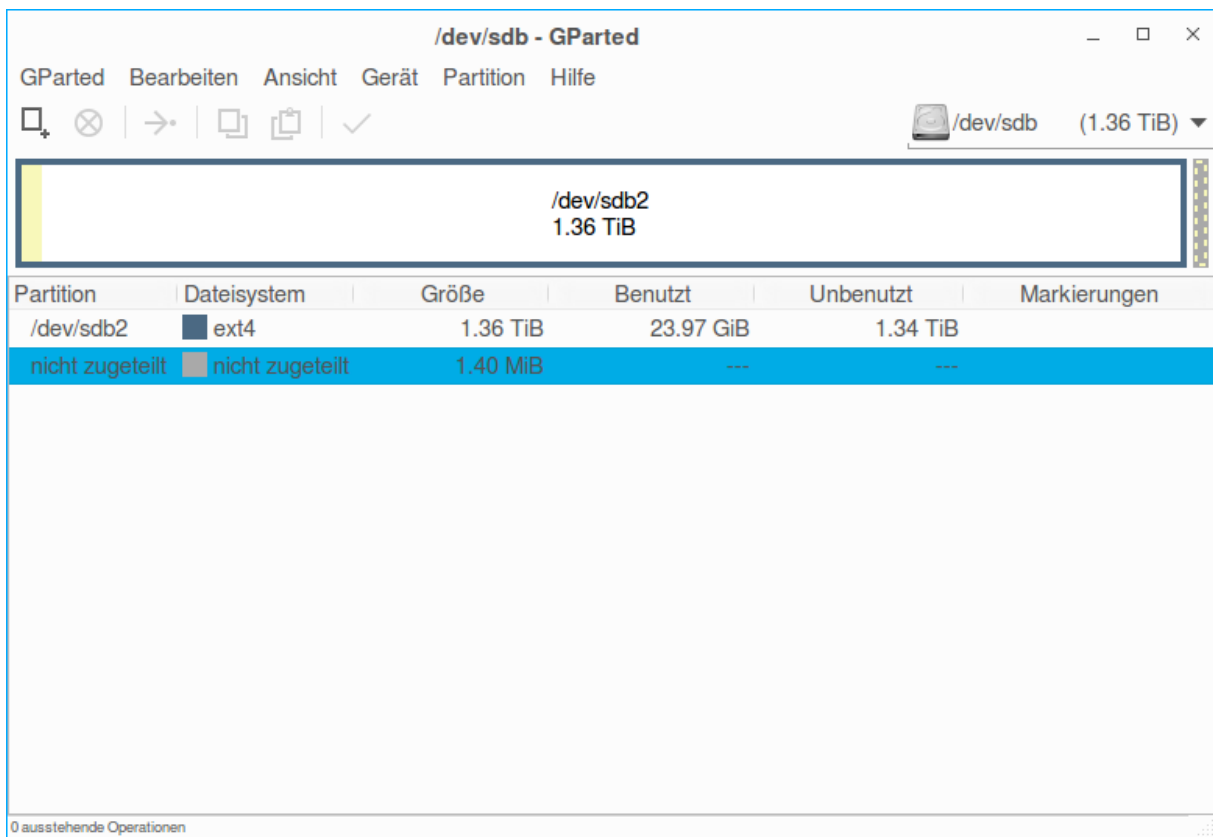 /dev/sdb - GParted
GParted Bearbeiten Ansicht Gerät Partition Hilfe
/dev/sdb (1.36 TiB)
/dev/sdb2
1.36 TiB
Partition Dateisystem Größe Benutzt Unbenutzt Markierungen
/dev/sdb2 ext4 1.36 TiB 23.97 GiB 1.34 TiB
nicht zugeteilt nicht zugeteilt 1.40 MiB --- ---
0 ausstehende Operationen